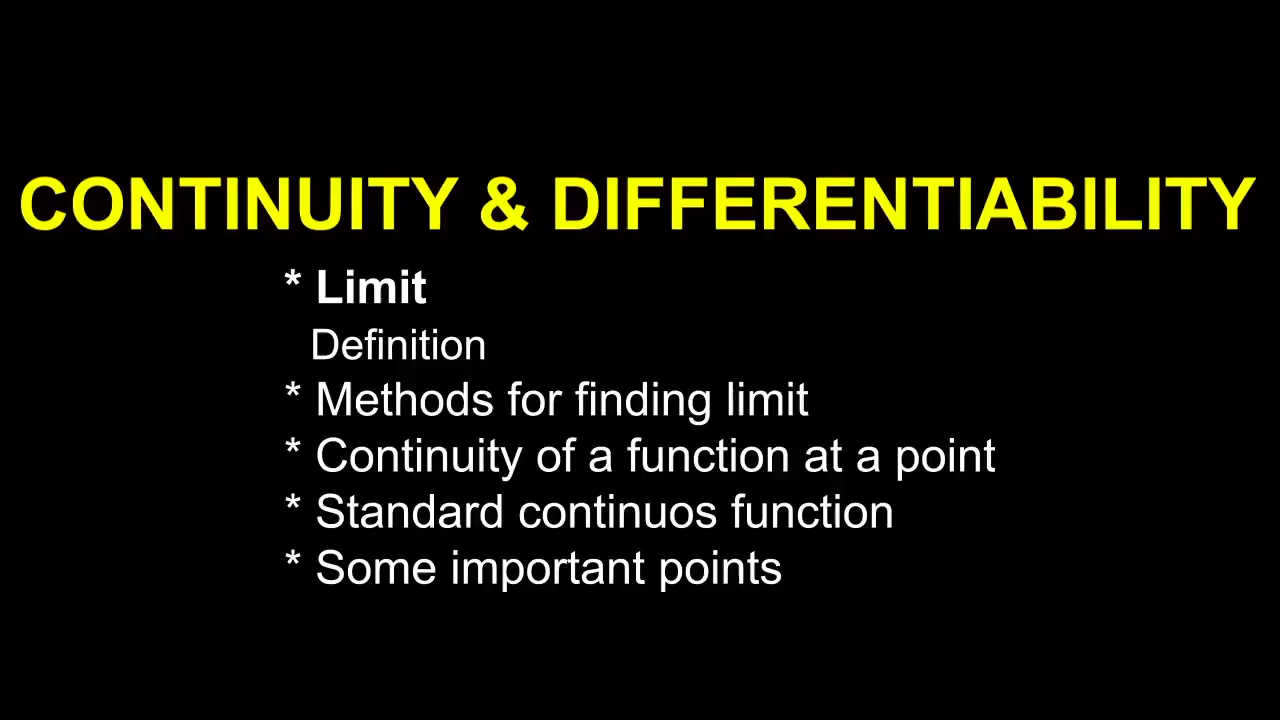 CONTINUITY & DIFFERENTIABILITY
* Limit
Definition
* Methods for finding limit
* Continuity of a function at a point
* Standard continuos function
* Some important points